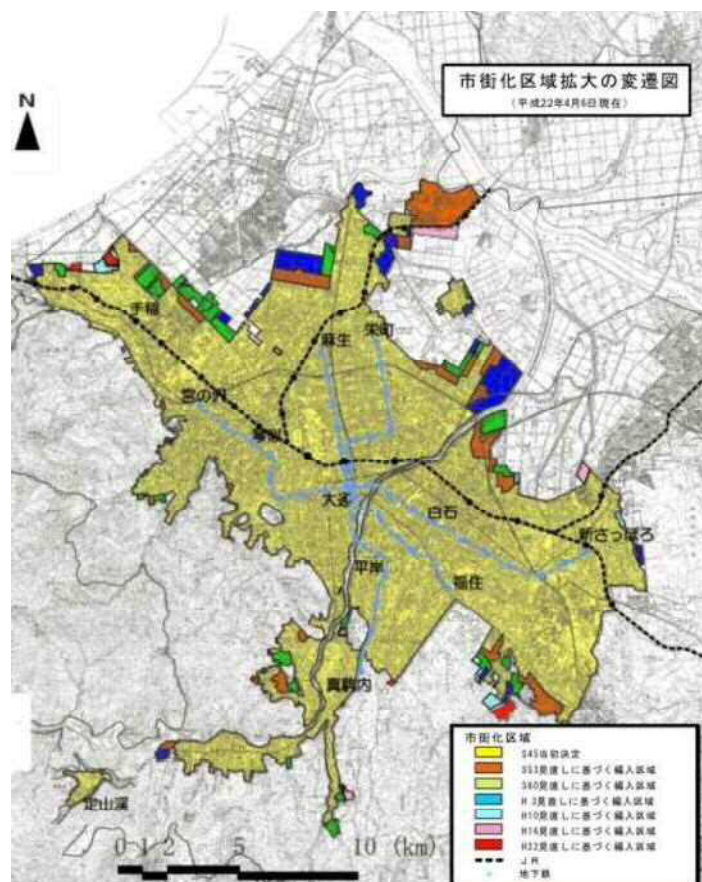 市街化区域拡大の変遷図
(平成22年4月6日現在)
N
手稲
麻生
栄町
宮の沢
琴似
大通
白石
新さっぽろ
平岸
福住
真駒内
定山渓
市街化区域
S45当初決定
S53見直しに基づく編入区域
S60見直しに基づく編入区域
H 3見直しに基づく編入区域
H10見直しに基づく編入区域
H16見直しに基づく編入区域
H22見直しに基づく編入区域
JR
地下鉄
0 1 2 5 10 (km)